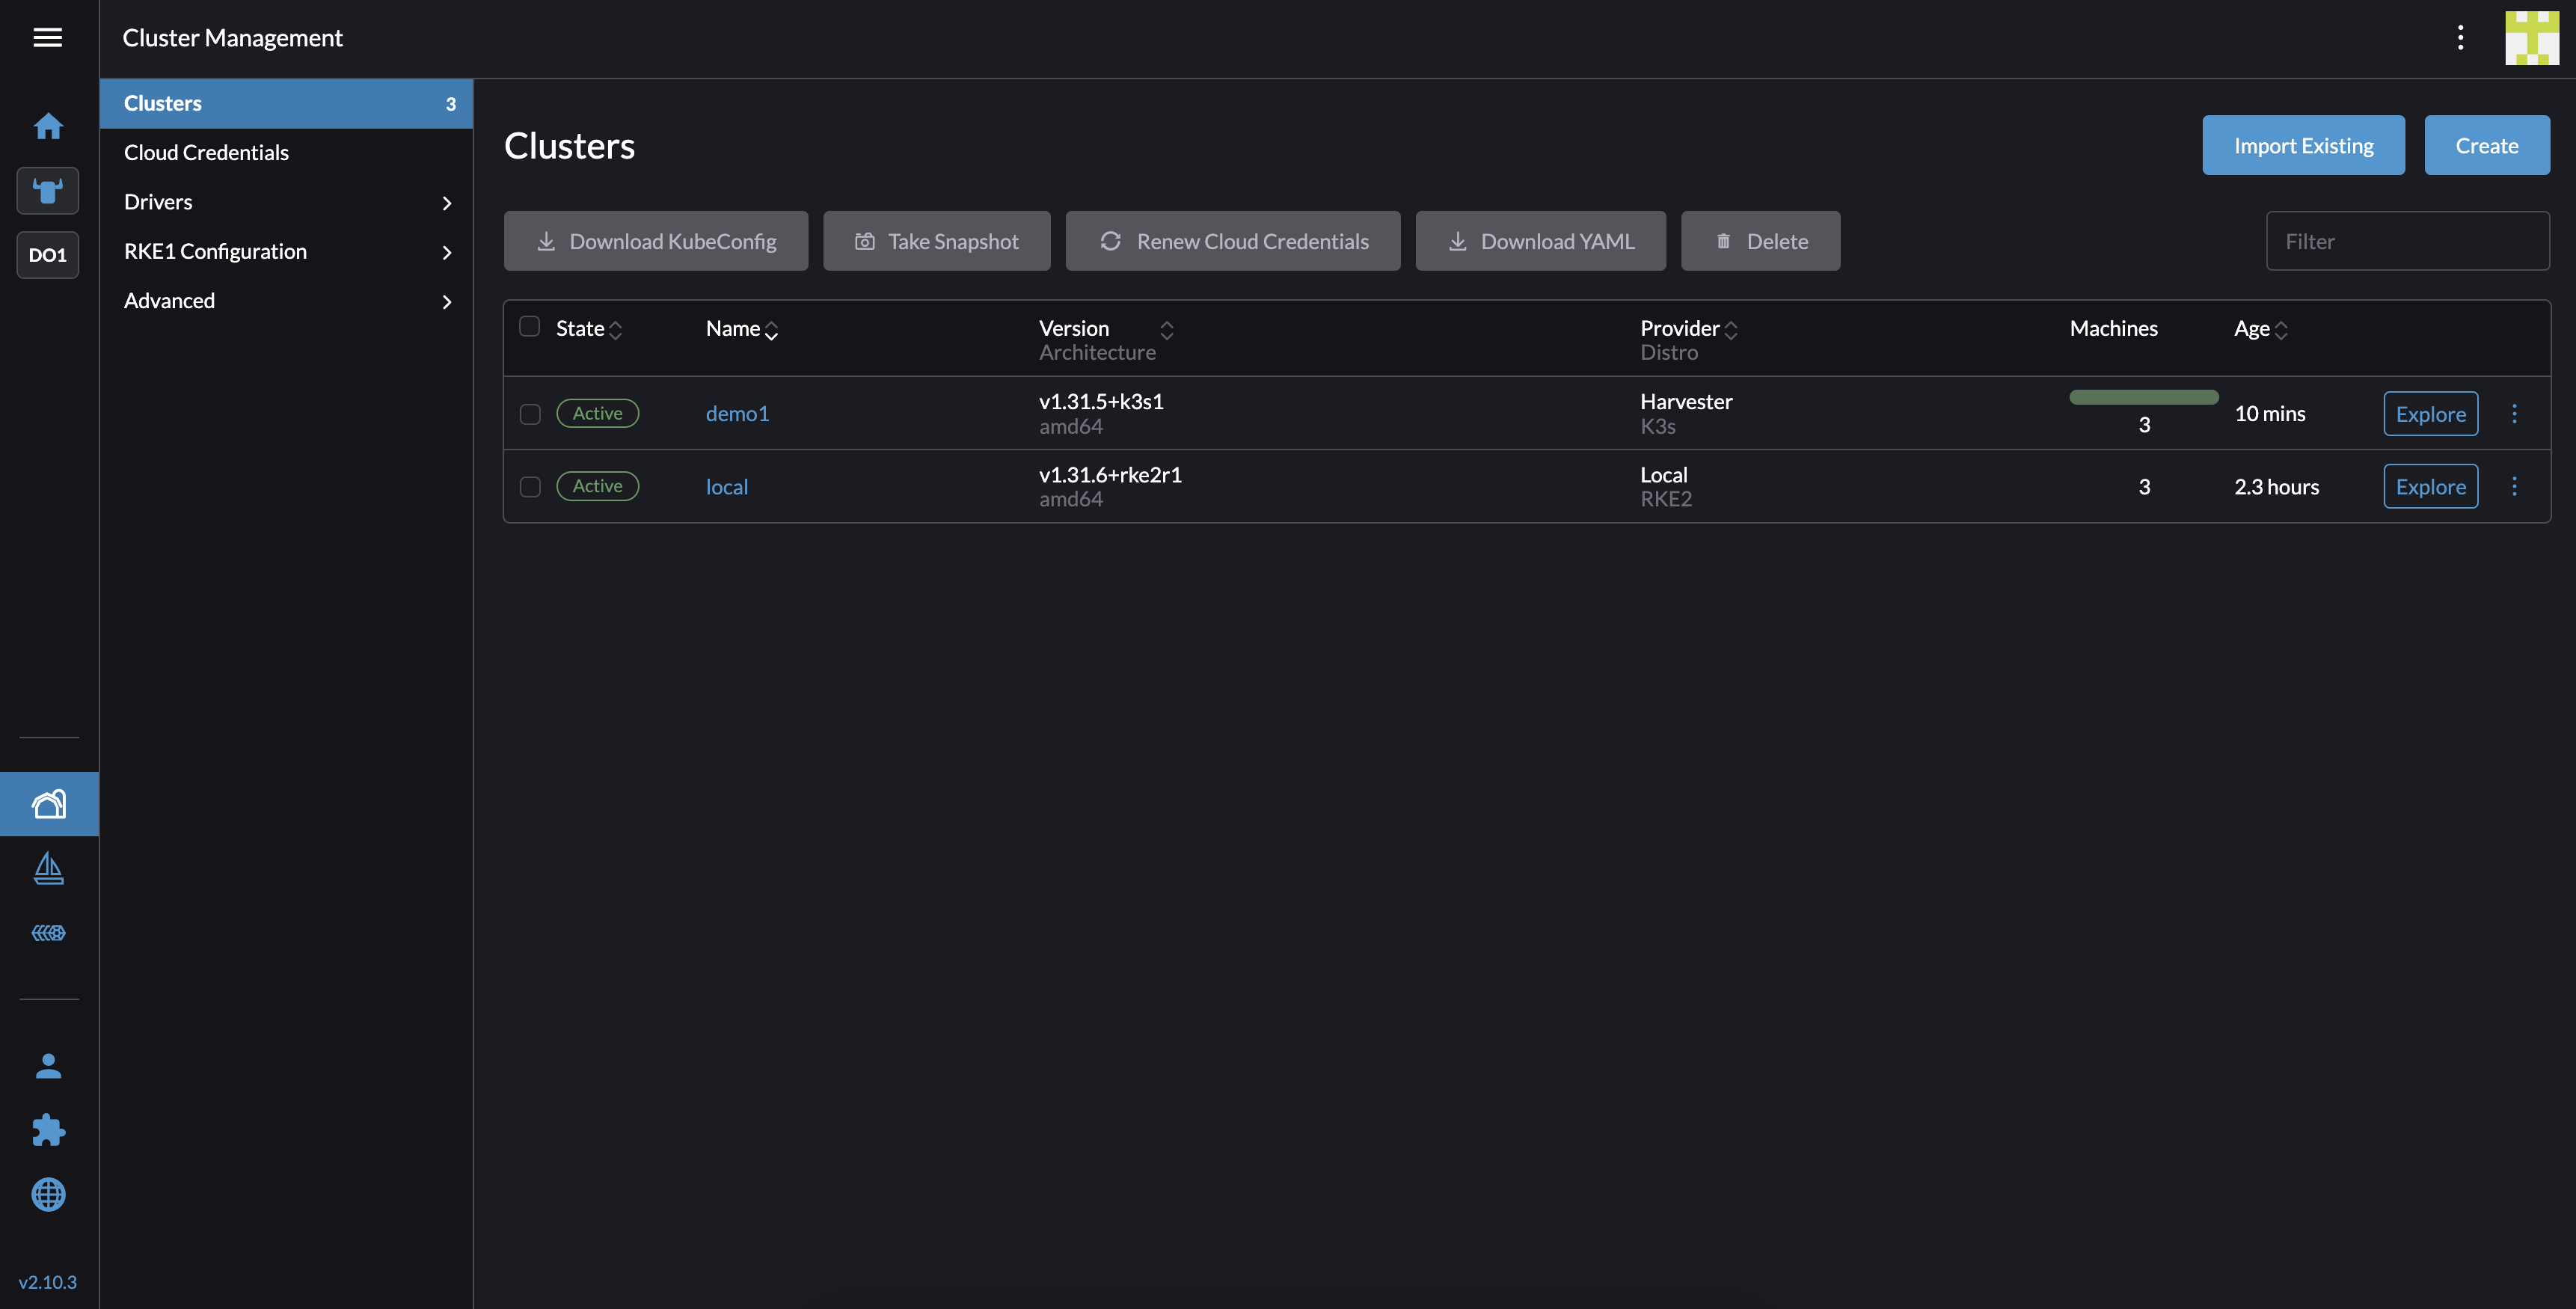 Cluster Management
DO1
v2.10.3
Clusters 3
Cloud Credentials
Drivers
RKE1 Configuration
Advanced
Clusters
Import Existing
Create
Download KubeConfig
Take Snapshot
Renew Cloud Credentials
Download YAML
Delete
Filter
State Name Version Provider Machines Age
Architecture Distro
Active demo1 v1.31.5+k3s1 Harvester 10 mins Explore
amd64 K3s 3
Active local v1.31.6+rke2r1 Local 3 2.3 hours Explore
amd64 RKE2